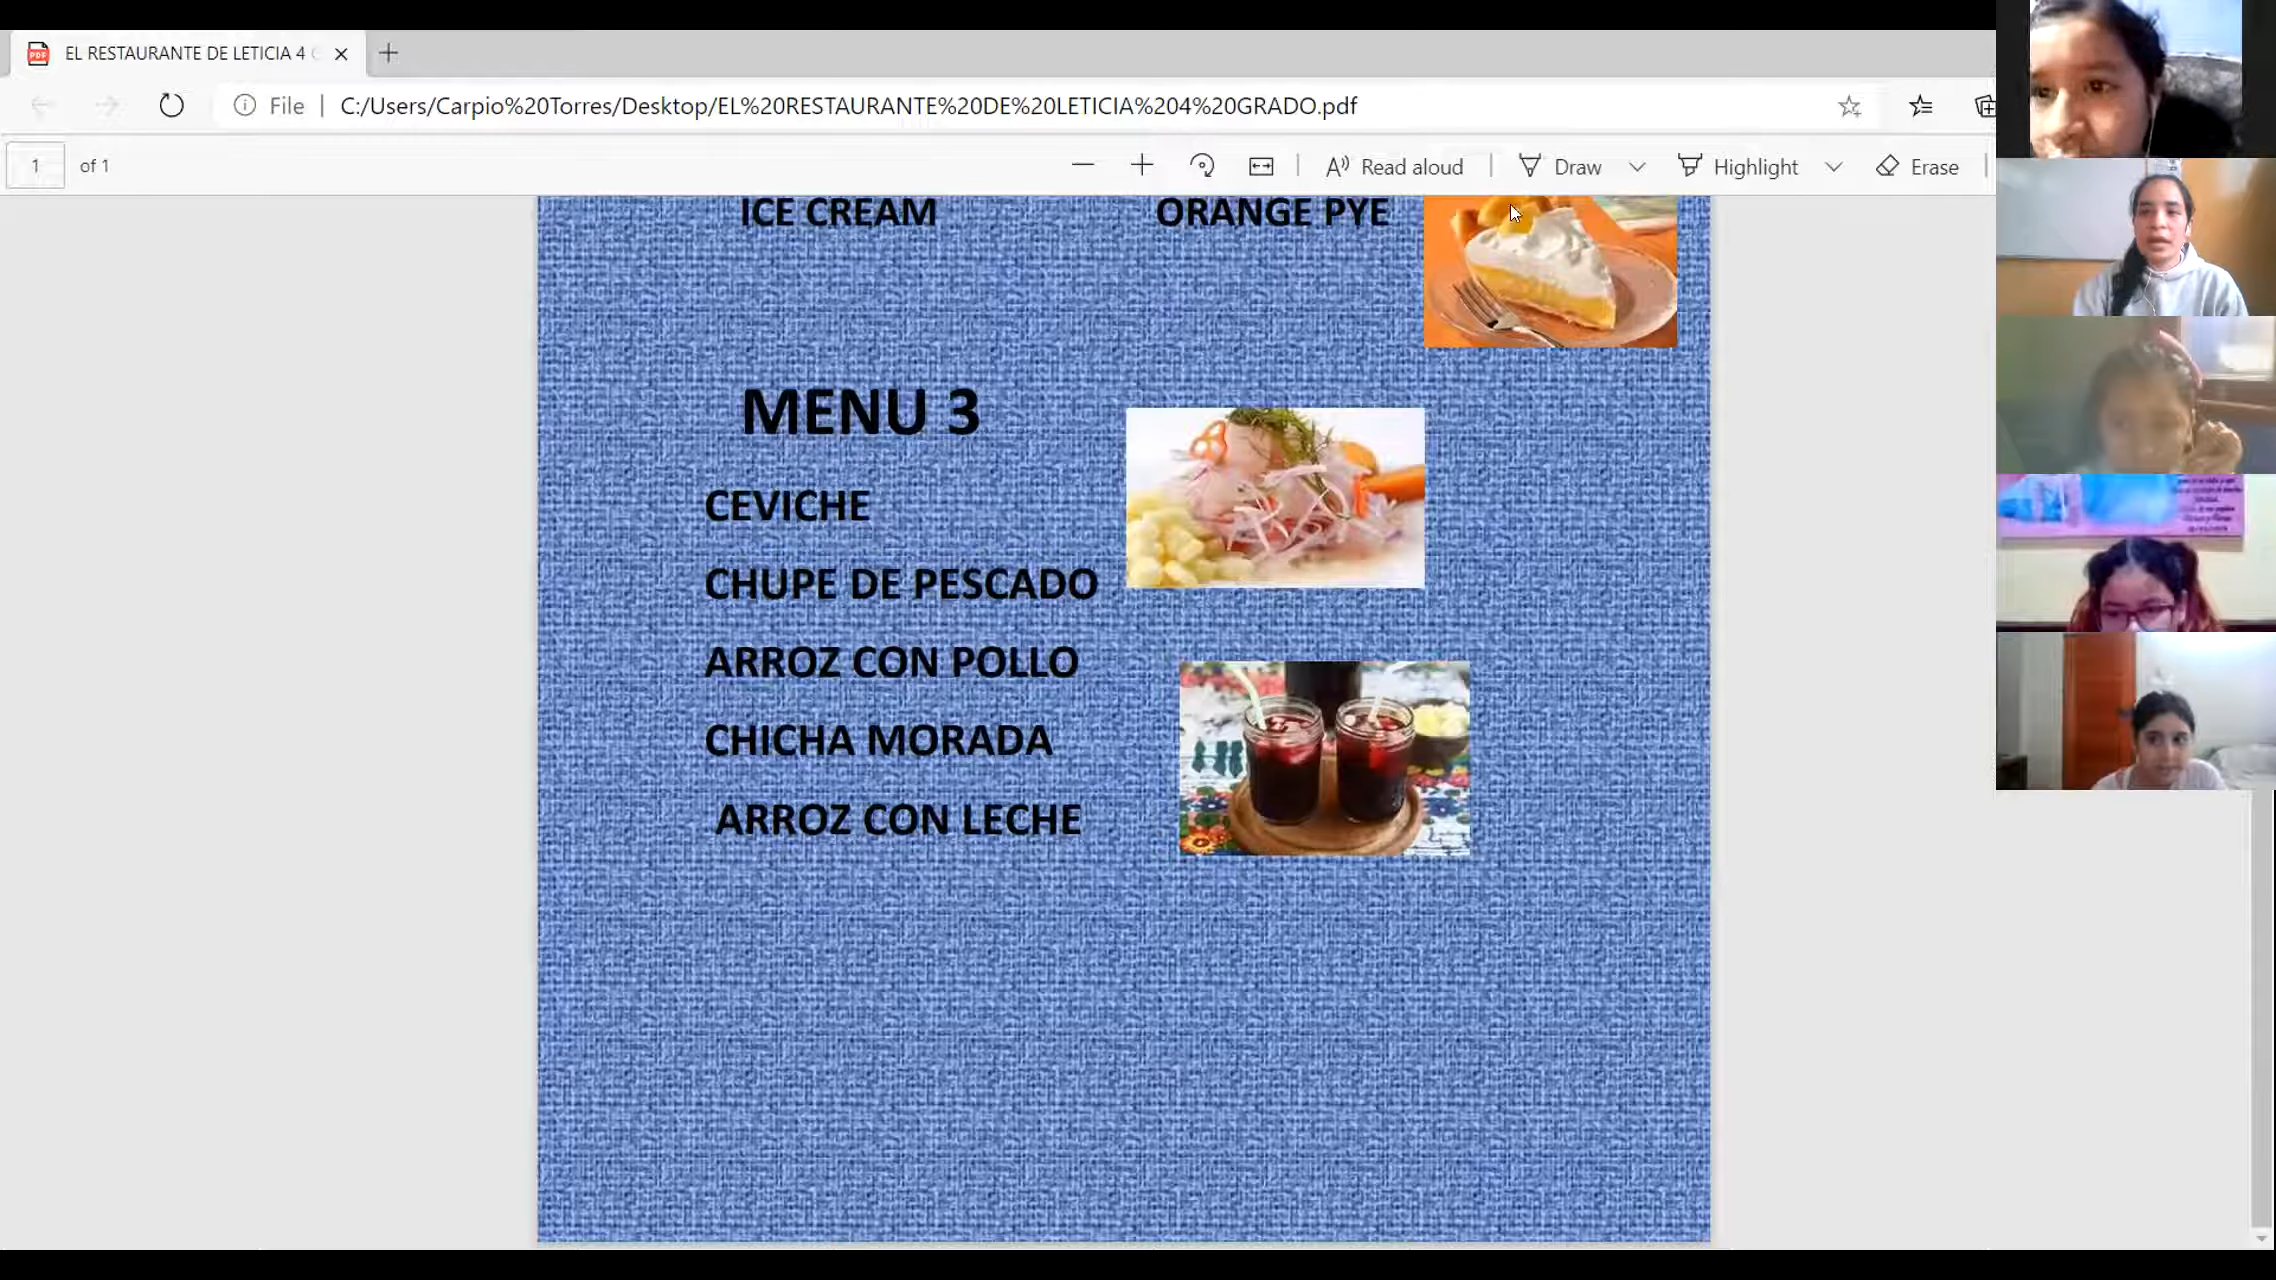 EL RESTAURANTE DE LETICIA 4
File
C:/Users/Carpio%20Torres/Desktop/EL%20RESTAURANTE%20DE%20LETICIA%204%20GRADO.pdf
1 of 1
Read aloud
Draw
Highlight
Erase
ICE CREAM
ORANGE PYE
MENU 3
CEVICHE
CHUPE DE PESCADO
ARROZ CON POLLO
CHICHA MORADA
ARROZ CON LECHE